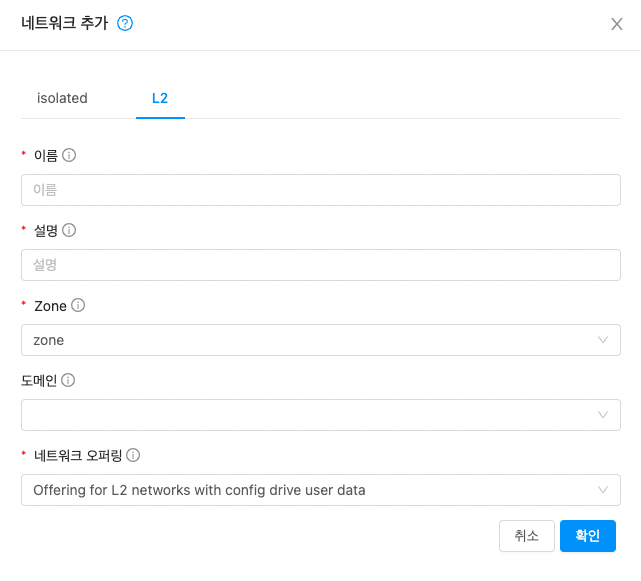 네트워크 추가
isolated L2
* 이름
이름
* 설명
설명
* Zone
zone
도메인
* 네트워크 오퍼링
Offering for L2 networks with config drive user data
취소 확인